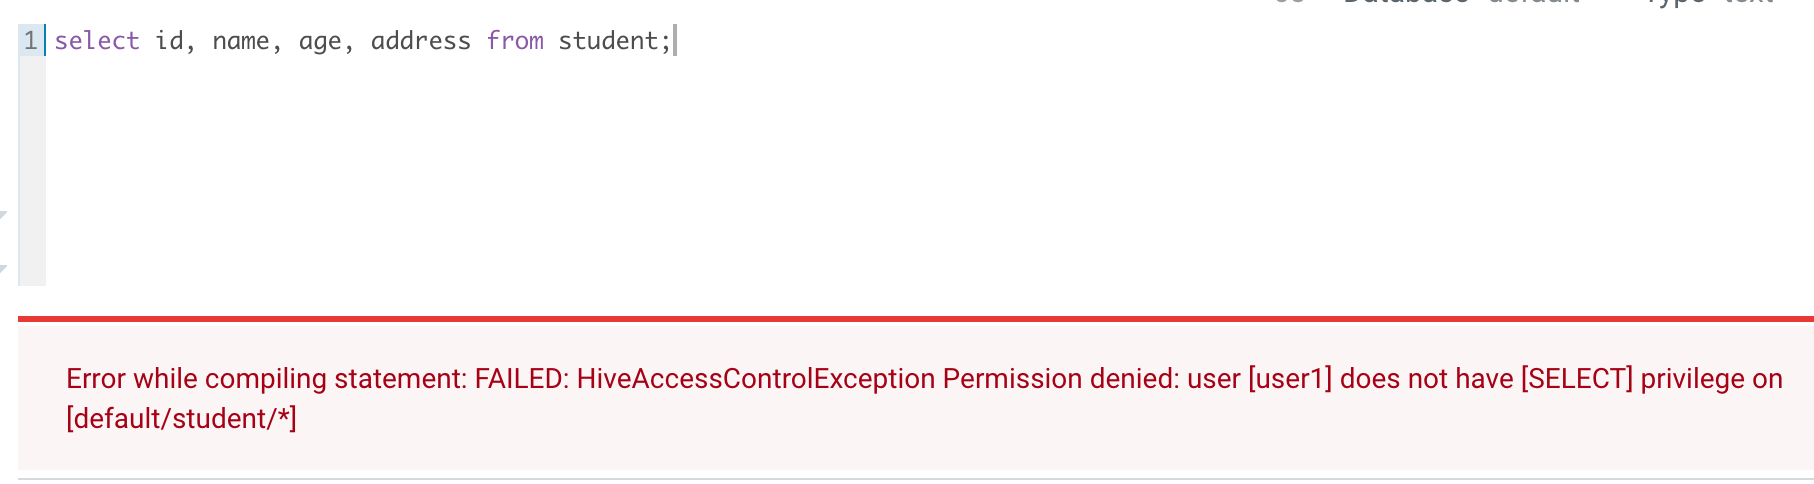 Database default Type text
1 select id, name, age, address from student;
Error while compiling statement: FAILED: HiveAccessControlException Permission denied: user [user1] does not have [SELECT] privilege on
[default/student/*]